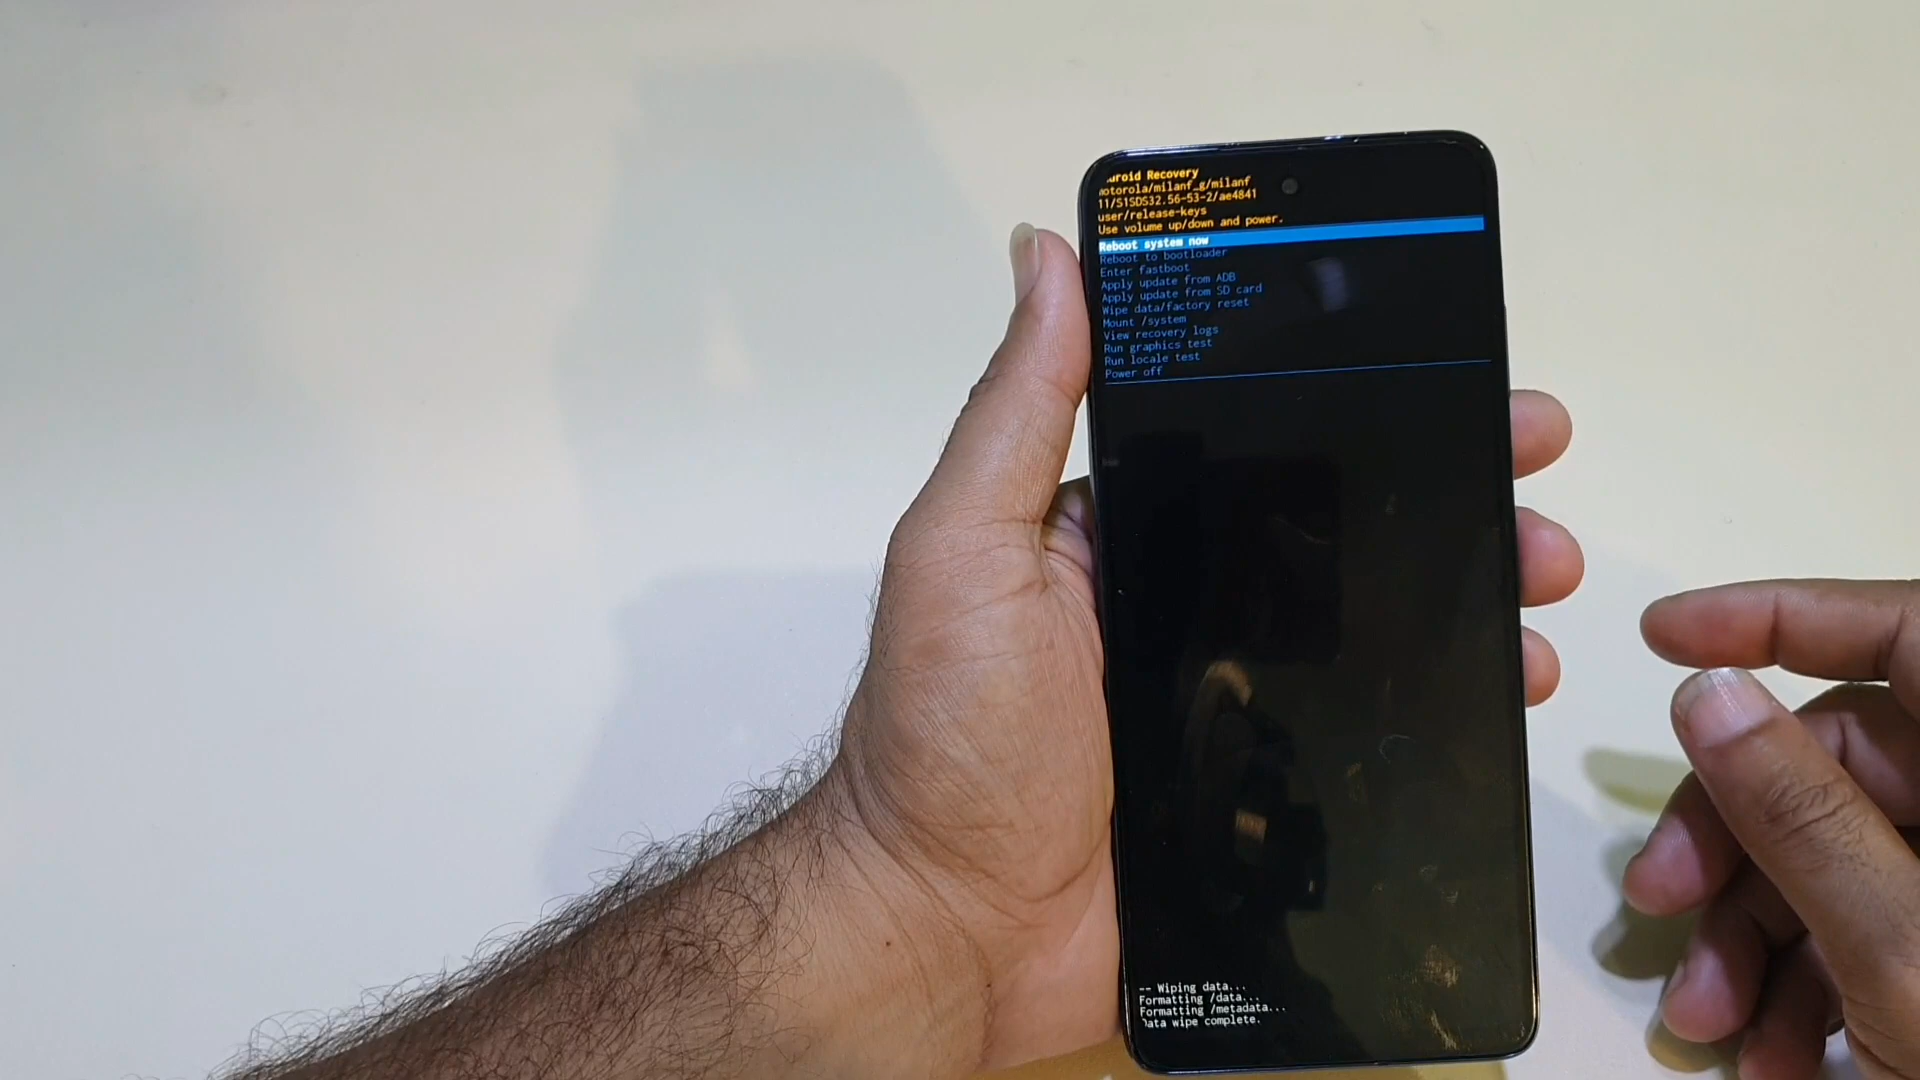 Android Recovery
motorola/milanf_g/milanf
11/S1SDS32.56-53-2/ae4841
user/release-keys
Use volume up/down and power.
Reboot system now
Reboot to bootloader
Enter fastboot
Apply update from ADB
Apply update from SD card
Wipe data/factory reset
Mount /system
View recovery logs
Run graphics test
Run locale test
Power off
-- Wiping data...
Formatting /data...
Formatting /metadata...
Data wipe complete.